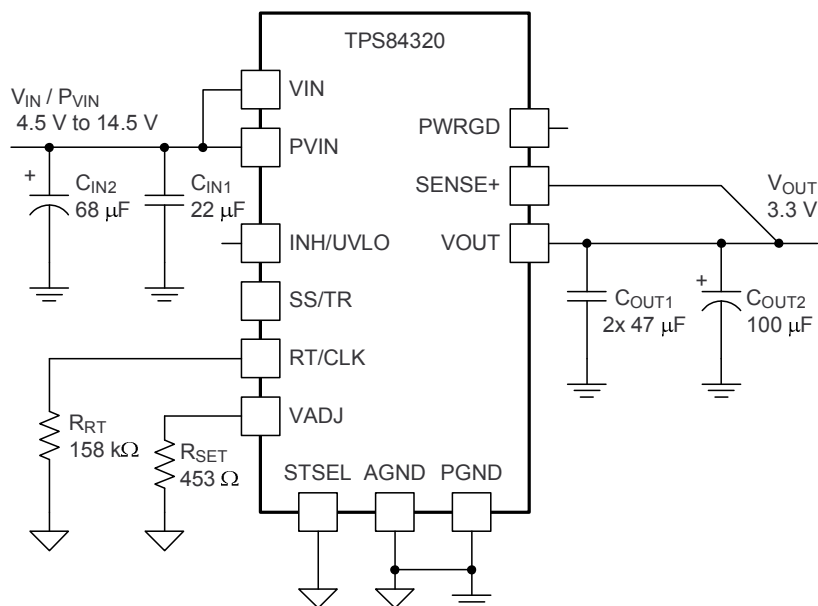 TPS84320
VIN
V_IN / P_VIN
4.5 V to 14.5 V
PWRGD
PVIN
+
C_IN2
68 μF
C_IN1
22 μF
SENSE+
V_OUT
3.3 V
INH/UVLO
VOUT
SS/TR
C_OUT1
2x 47 μF
+
C_OUT2
100 μF
RT/CLK
VADJ
R_RT
158 kΩ
R_SET
453 Ω
STSEL
AGND
PGND